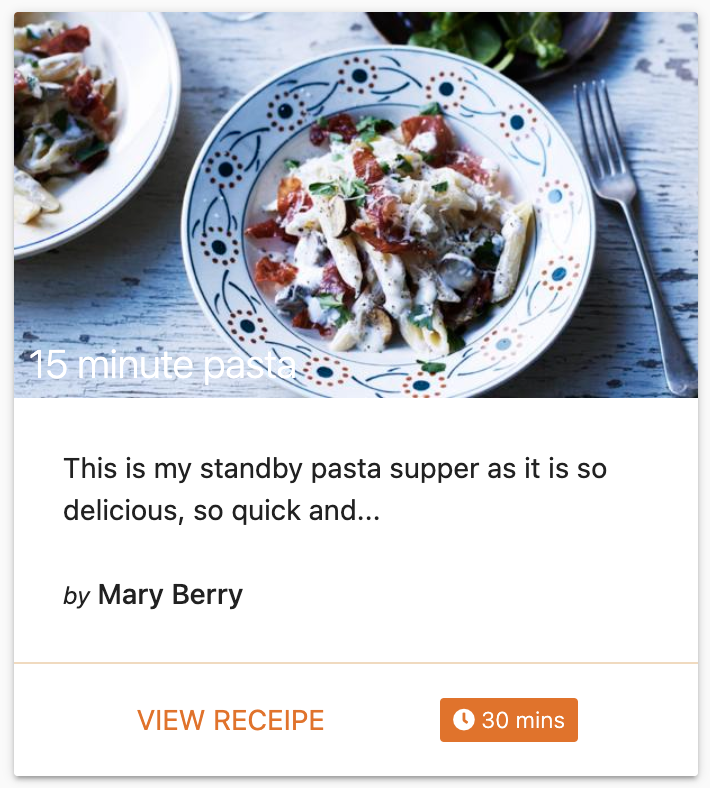 15 minute pasta
This is my standby pasta supper as it is so
delicious, so quick and...
by Mary Berry
VIEW RECEIPE
30 mins